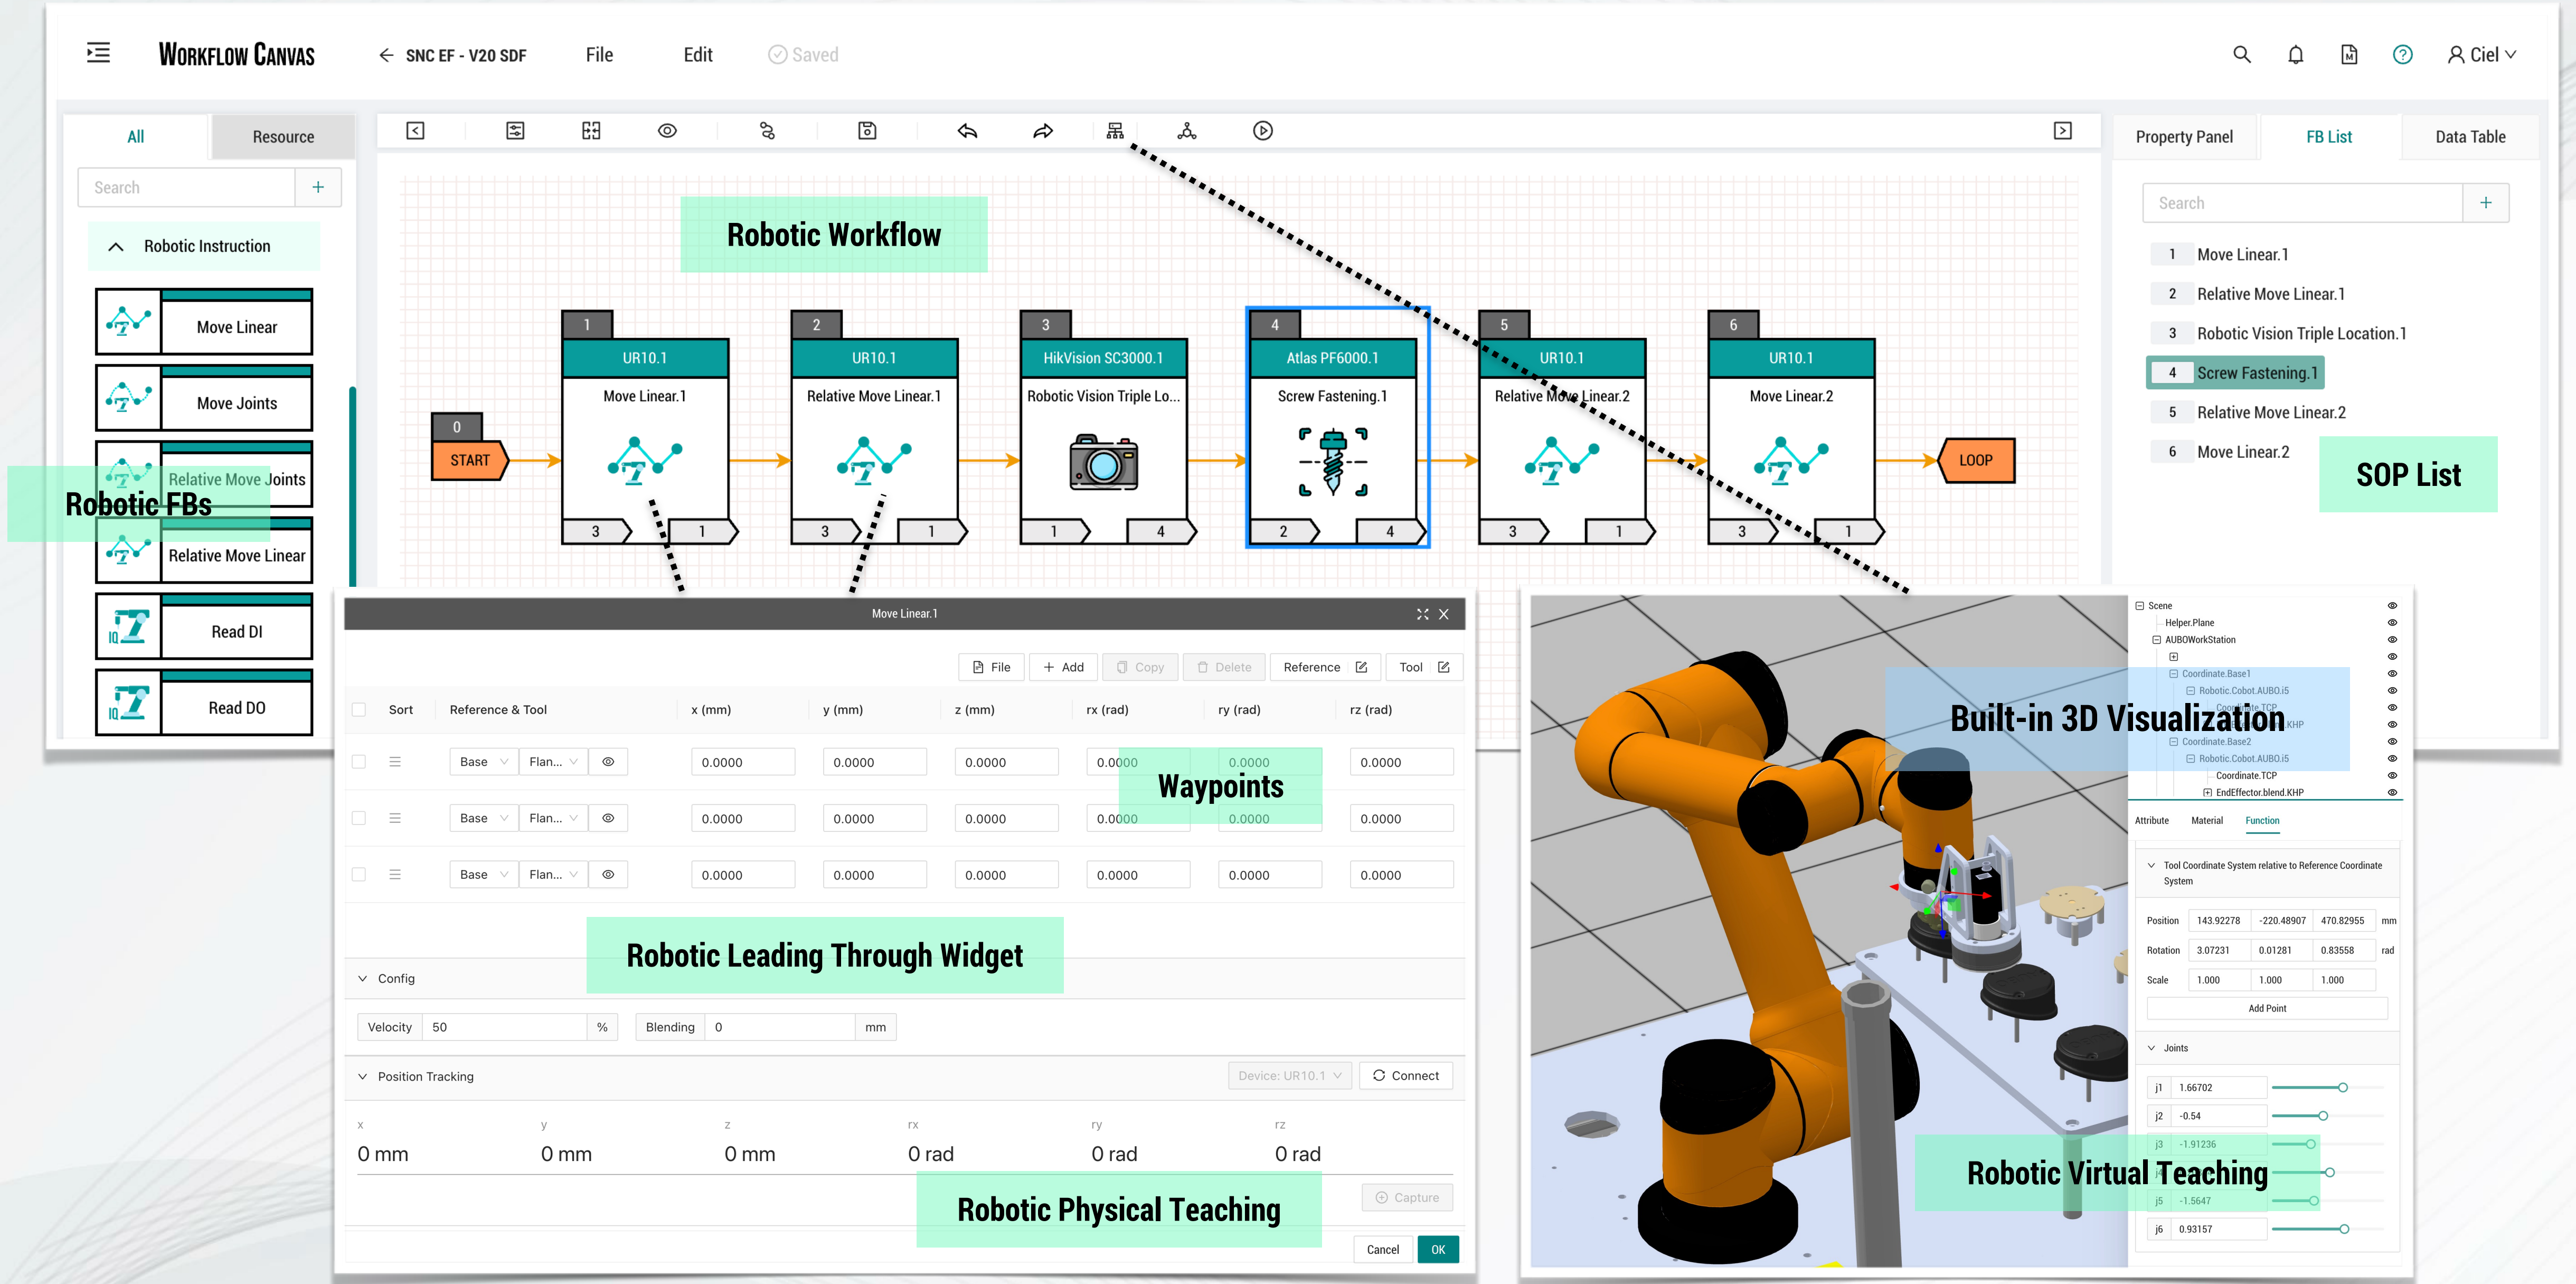 WORKFLOW CANVAS
SNC EF - V20 SDF
File
Edit
Saved
M
?
Ciel
All
Resource
Search
+
Robotic Instruction
Move Linear
Move Joints
Relative Move Joints
Robotic FBs
Relative Move Linear
IQ
Read DI
IQ
Read DO
Robotic Workflow
0
START
1
UR10.1
Move Linear.1
3
1
2
UR10.1
Relative Move Linear.1
3
1
3
HikVision SC3000.1
Robotic Vision Triple Lo...
1
4
4
Atlas PF6000.1
Screw Fastening.1
2
4
5
UR10.1
Relative Move Linear.2
3
1
6
UR10.1
Move Linear.2
3
1
LOOP
Property Panel
FB List
Data Table
Search
+
1 Move Linear.1
2 Relative Move Linear.1
3 Robotic Vision Triple Location.1
4 Screw Fastening.1
5 Relative Move Linear.2
6 Move Linear.2
SOP List
Move Linear.1
File
+ Add
Copy
Delete
Reference
Tool
Sort Reference & Tool x (mm) y (mm) z (mm) rx (rad) ry (rad) rz (rad)
Base Flan... 0.0000 0.0000 0.0000 0.0000 0.0000 0.0000
Waypoints
Base Flan... 0.0000 0.0000 0.0000 0.0000 0.0000 0.0000
Base Flan... 0.0000 0.0000 0.0000 0.0000 0.0000 0.0000
Robotic Leading Through Widget
Config
Velocity 50 % Blending 0 mm
Position Tracking
Device: UR10.1
Connect
x y z rx ry rz
0 mm 0 mm 0 mm 0 rad 0 rad 0 rad
Capture
Robotic Physical Teaching
Cancel
OK
Scene
Helper.Plane
AUBOWorkStation
Coordinate.Base1
Robotic.Cobot.AUBO.i5
Coordinate.TCP
Built-in 3D Visualization
.KHP
Coordinate.Base2
Robotic.Cobot.AUBO.i5
Coordinate.TCP
EndEffector.blend.KHP
Attribute Material Function
Tool Coordinate System relative to Reference Coordinate
System
Position 143.92278 -220.48907 470.82955 mm
Rotation 3.07231 0.01281 0.83558 rad
Scale 1.000 1.000 1.000
Add Point
Joints
j1 1.66702
j2 -0.54
j3 -1.91236
Robotic Virtual Teaching
j5 -1.5647
j6 0.93157